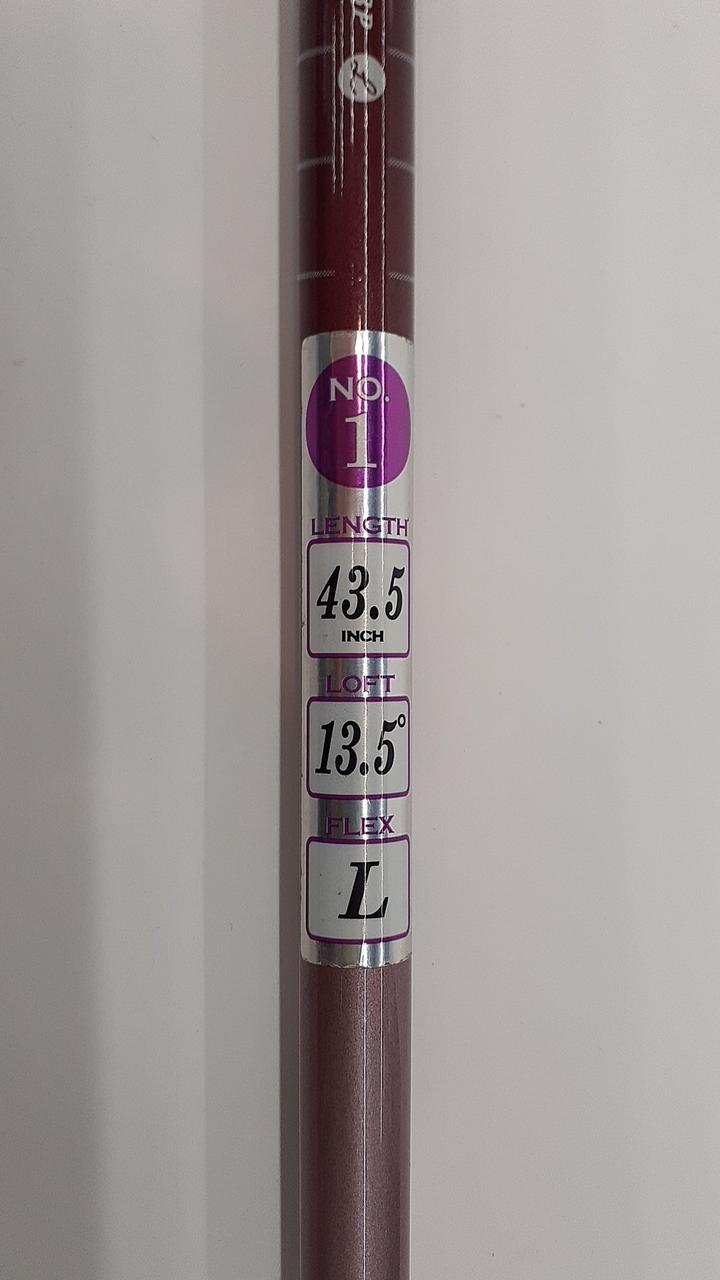 NO.
1
LENGTH
43.5
INCH
LOFT
13.5°
FLEX
L